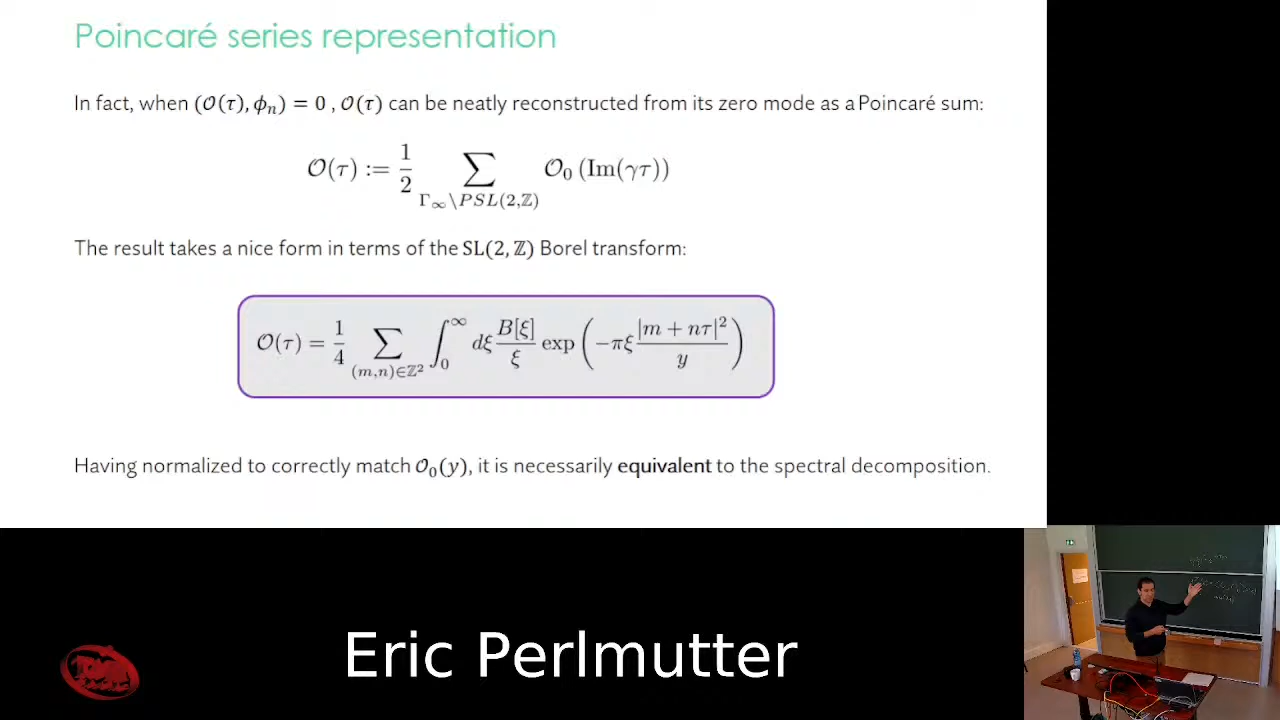 Poincaré series representation
In fact, when (𝒪(τ), ϕₙ) = 0 , 𝒪(τ) can be neatly reconstructed from its zero mode as a Poincaré sum:
𝒪(τ) := 1/2 ∑_{Γ∞\PSL(2,ℤ)} 𝒪₀ (Im(γτ))
The result takes a nice form in terms of the SL(2, ℤ) Borel transform:
𝒪(τ) = 1/4 ∑_{(m,n)∈ℤ²} ∫₀^∞ dξ B[ξ]/ξ exp(−πξ |m + nτ|²/y)
Having normalized to correctly match 𝒪₀(y), it is necessarily equivalent to the spectral decomposition.
Eric Perlmutter